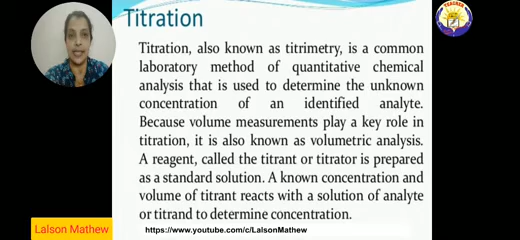 Titration
Titration, also known as titrimetry, is a common
laboratory method of quantitative chemical
analysis that is used to determine the unknown
concentration of an identified analyte.
Because volume measurements play a key role in
titration, it is also known as volumetric analysis.
A reagent, called the titrant or titrator is prepared
as a standard solution. A known concentration and
volume of titrant reacts with a solution of analyte
or titrand to determine concentration.
Lalson Mathew
https://www.youtube.com/c/LalsonMathew